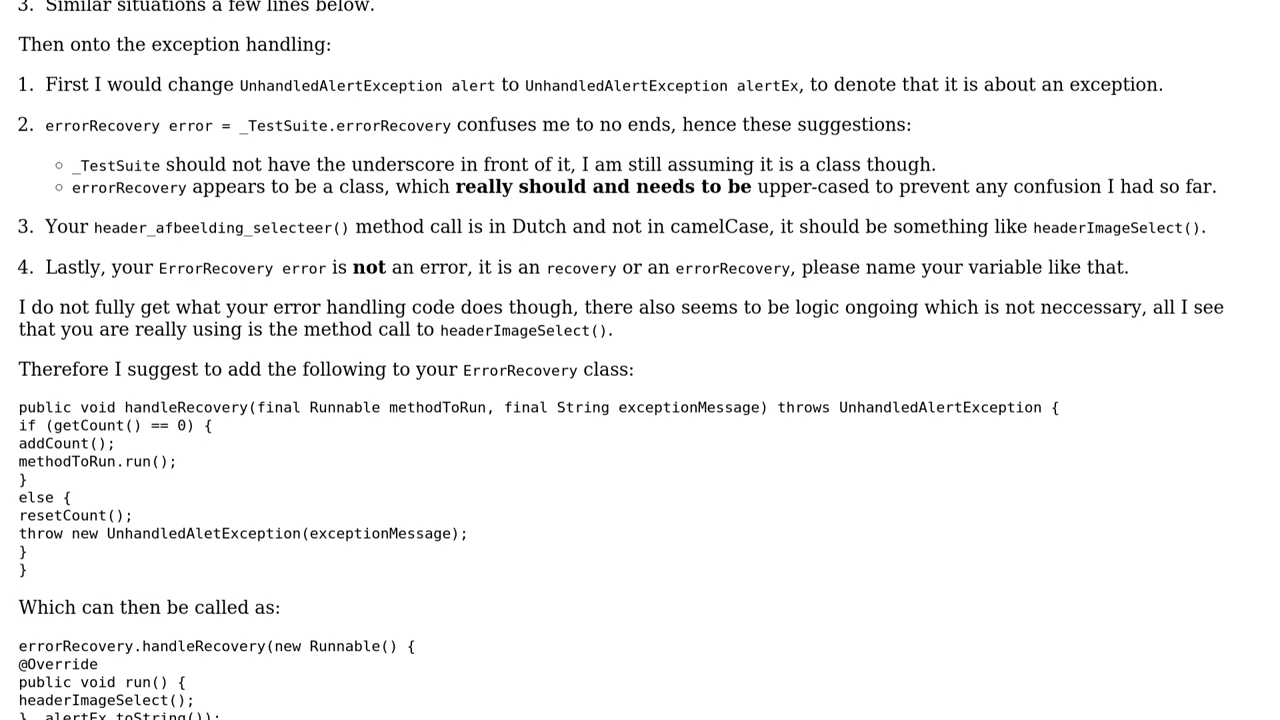 3. Similar situations a few lines below.
Then onto the exception handling:
1. First I would change UnhandledAlertException alert to UnhandledAlertException alertEx, to denote that it is about an exception.
2. errorRecovery error = _TestSuite.errorRecovery confuses me to no ends, hence these suggestions:
◦ _TestSuite should not have the underscore in front of it, I am still assuming it is a class though.
◦ errorRecovery appears to be a class, which really should and needs to be upper-cased to prevent any confusion I had so far.
3. Your header_afbeelding_selecteer() method call is in Dutch and not in camelCase, it should be something like headerImageSelect().
4. Lastly, your ErrorRecovery error is not an error, it is an recovery or an errorRecovery, please name your variable like that.
I do not fully get what your error handling code does though, there also seems to be logic ongoing which is not neccessary, all I see
that you are really using is the method call to headerImageSelect().
Therefore I suggest to add the following to your ErrorRecovery class:
public void handleRecovery(final Runnable methodToRun, final String exceptionMessage) throws UnhandledAlertException {
if (getCount() == 0) {
addCount();
methodToRun.run();
}
else {
resetCount();
throw new UnhandledAletException(exceptionMessage);
}
}
Which can then be called as:
errorRecovery.handleRecovery(new Runnable() {
@Override
public void run() {
headerImageSelect();
}, alertEx.toString());